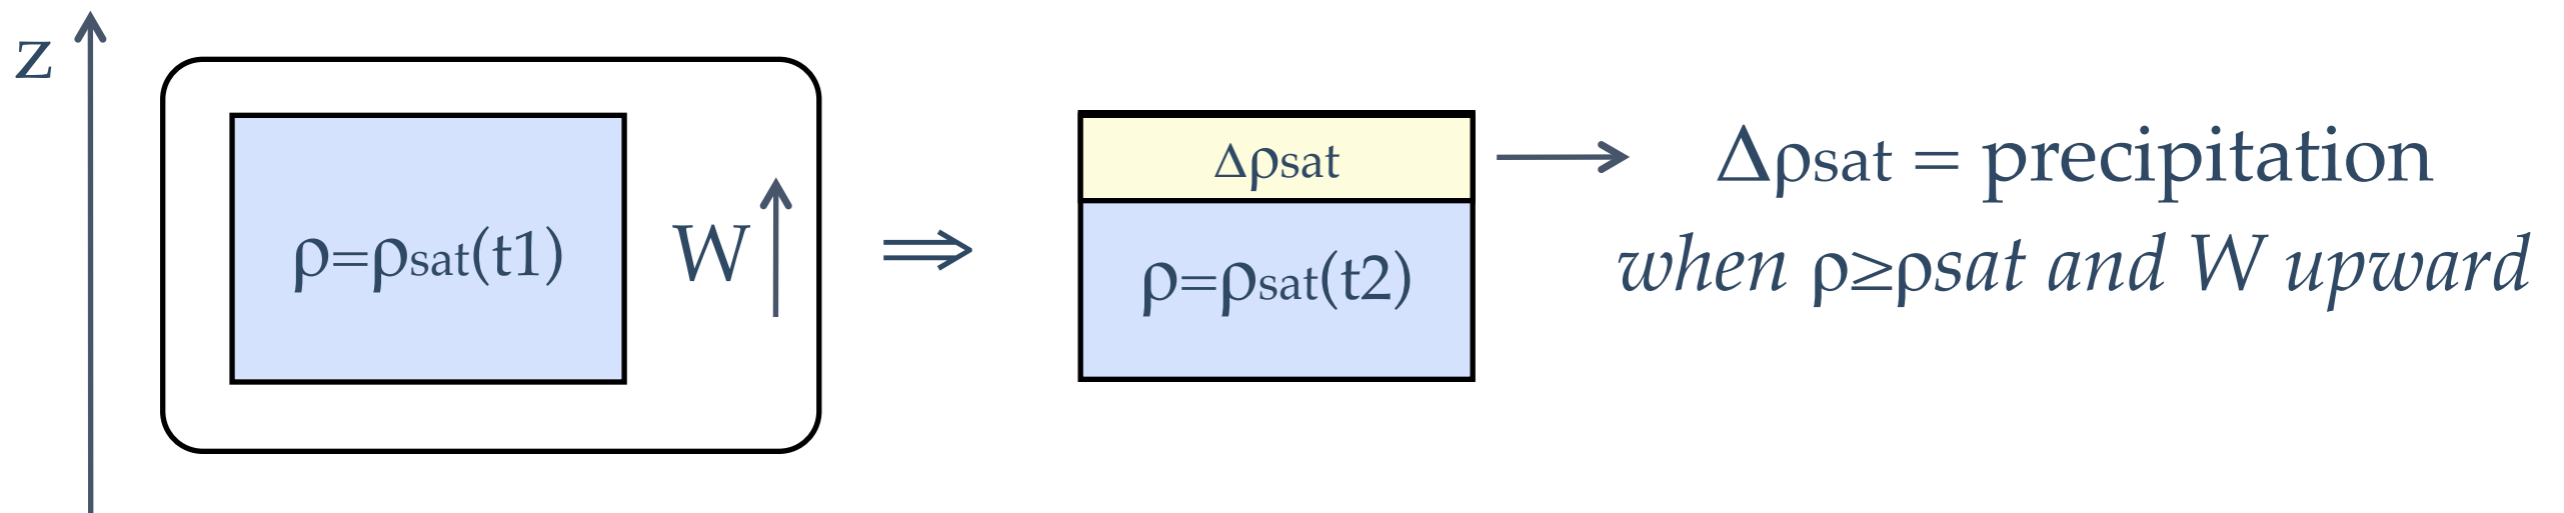 z
ρ=ρsat(t1)
W
⇒
Δρsat
ρ=ρsat(t2)
Δρsat = precipitation
when ρ≥ρsat and W upward